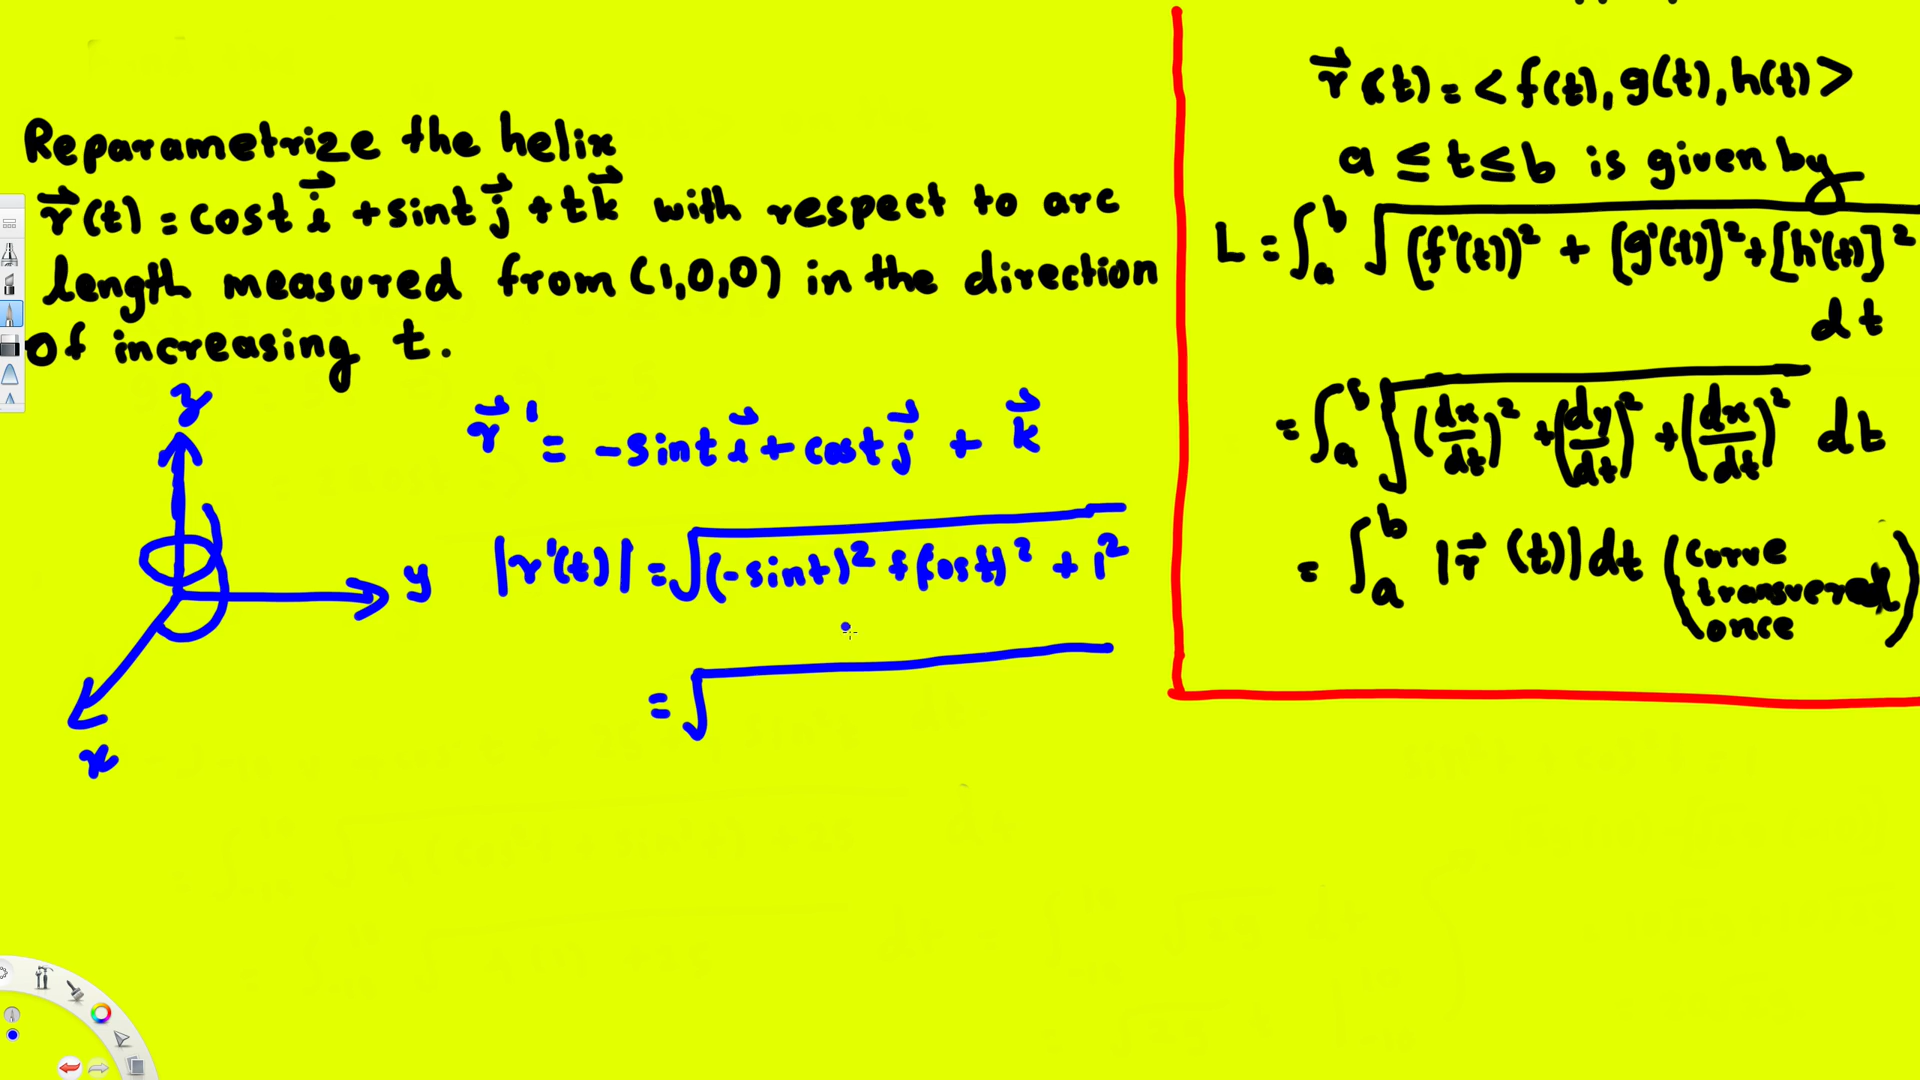 Reparametrize the helix
r⃗(t) = cost i⃗ + sint j⃗ + t k⃗ with respect to arc
length measured from (1,0,0) in the direction
of increasing t.
z
y
x
r⃗' = -sint i⃗ + cost j⃗ + k⃗
|r'(t)| = √((-sint)² + (cost)² + 1²
= √
r⃗(t) = <f(t), g(t), h(t)>
a ≤ t ≤ b is given by
L = ∫ₐᵇ √([f'(t)]² + [g'(t)]² + [h'(t)]²
dt
= ∫ₐᵇ √((dx/dt)² + (dy/dt)² + (dx/dt)²) dt
= ∫ₐᵇ |r⃗ (t)| dt (curve
transversed
once)